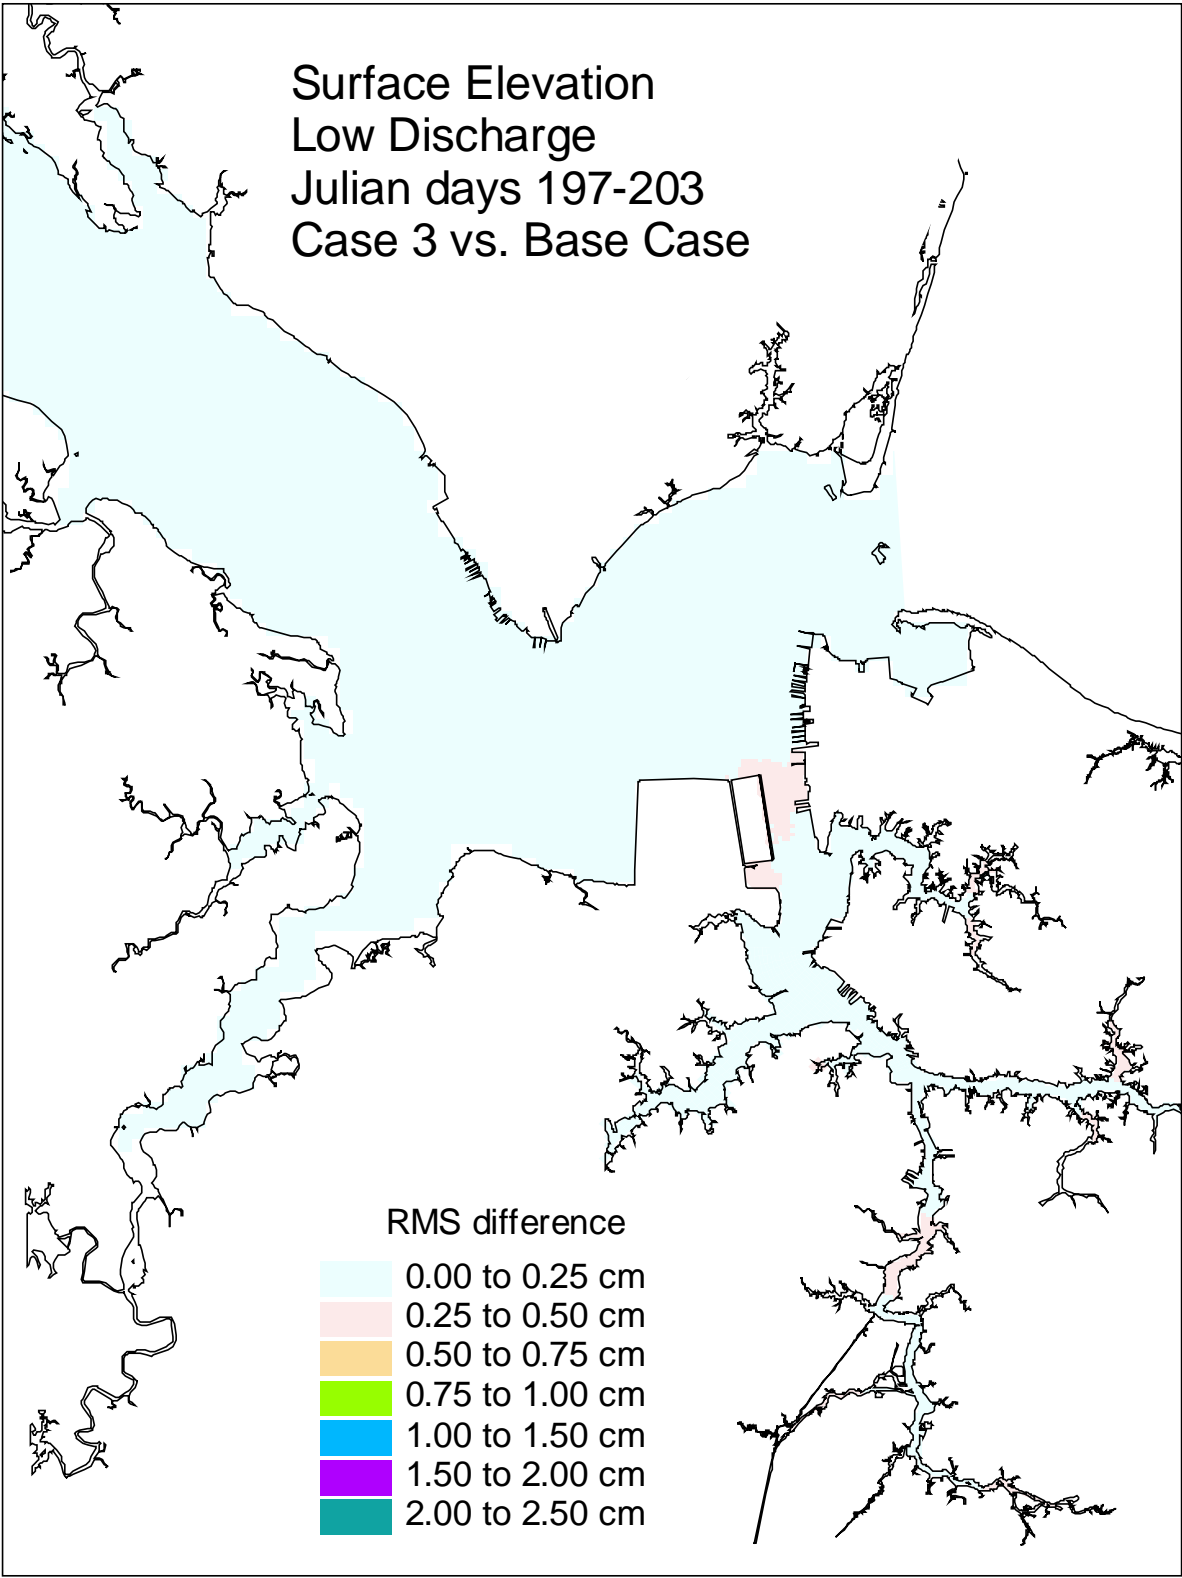 Surface Elevation
Low Discharge
Julian days 197-203
Case 3 vs. Base Case
RMS difference
0.00 to 0.25 cm
0.25 to 0.50 cm
0.50 to 0.75 cm
0.75 to 1.00 cm
1.00 to 1.50 cm
1.50 to 2.00 cm
2.00 to 2.50 cm